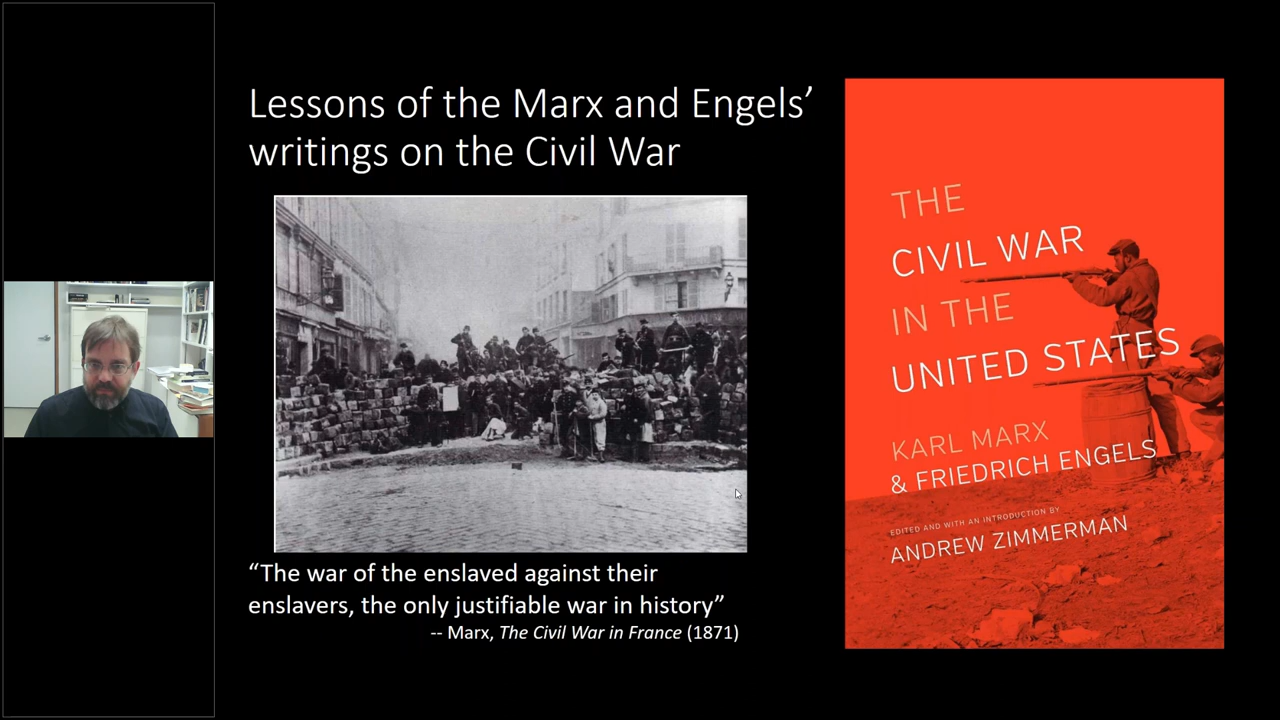 Lessons of the Marx and Engels’
writings on the Civil War
“The war of the enslaved against their
enslavers, the only justifiable war in history”
-- Marx, The Civil War in France (1871)
THE
CIVIL WAR
IN THE
UNITED STATES
KARL MARX
& FRIEDRICH ENGELS
EDITED AND WITH AN INTRODUCTION BY
ANDREW ZIMMERMAN